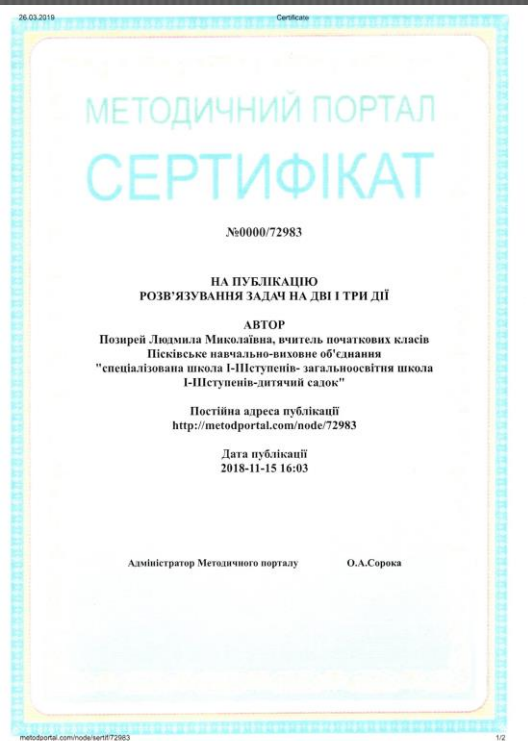 26.03.2019
Certificate
МЕТОДИЧНИЙ ПОРТАЛ
СЕРТИФІКАТ
№0000/72983
НА ПУБЛІКАЦІЮ
РОЗВ'ЯЗУВАННЯ ЗАДАЧ НА ДВІ І ТРИ ДІЇ
АВТОР
Позирей Людмила Миколаївна, вчитель початкових класів
Пісківське навчально-виховне об'єднання
"спеціалізована школа І-ІІІступенів- загальноосвітня школа
І-ІІІступенів-дитячий садок"
Постійна адреса публікації
http://metodportal.com/node/72983
Дата публікації
2018-11-15 16:03
Адміністратор Методичного порталу
О.А.Сорока
metodportal.com/node/sertif/72983
1/2